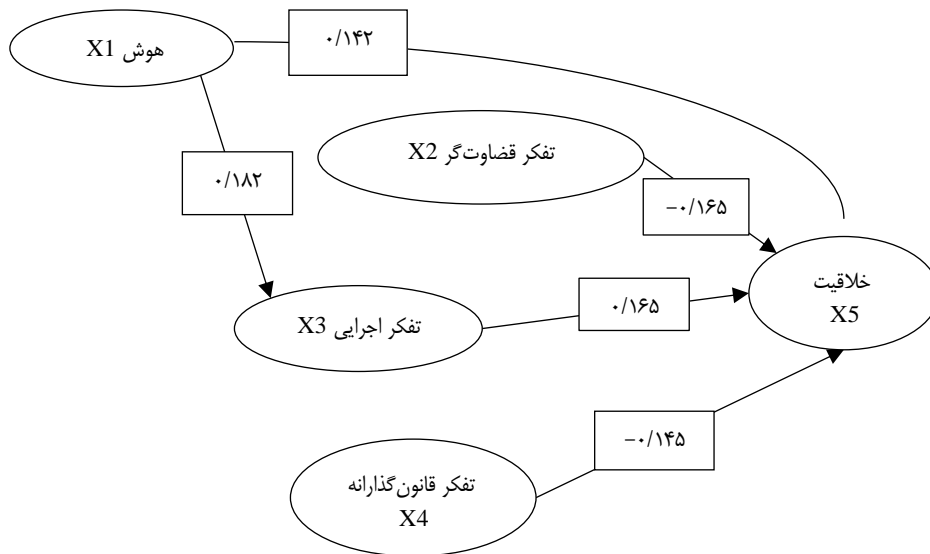 هوش X1
۰/۱۴۲
تفکر قضاوت‌گر X2
۰/۱۸۲
−۰/۱۶۵
خلاقیت
X5
تفکر اجرایی X3
۰/۱۶۵
−۰/۱۴۵
تفکر قانون‌گذارانه
X4